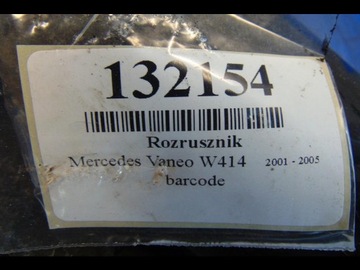 132154
Rozrusznik
Mercedes Vaneo W414 2001 - 2005
barcode